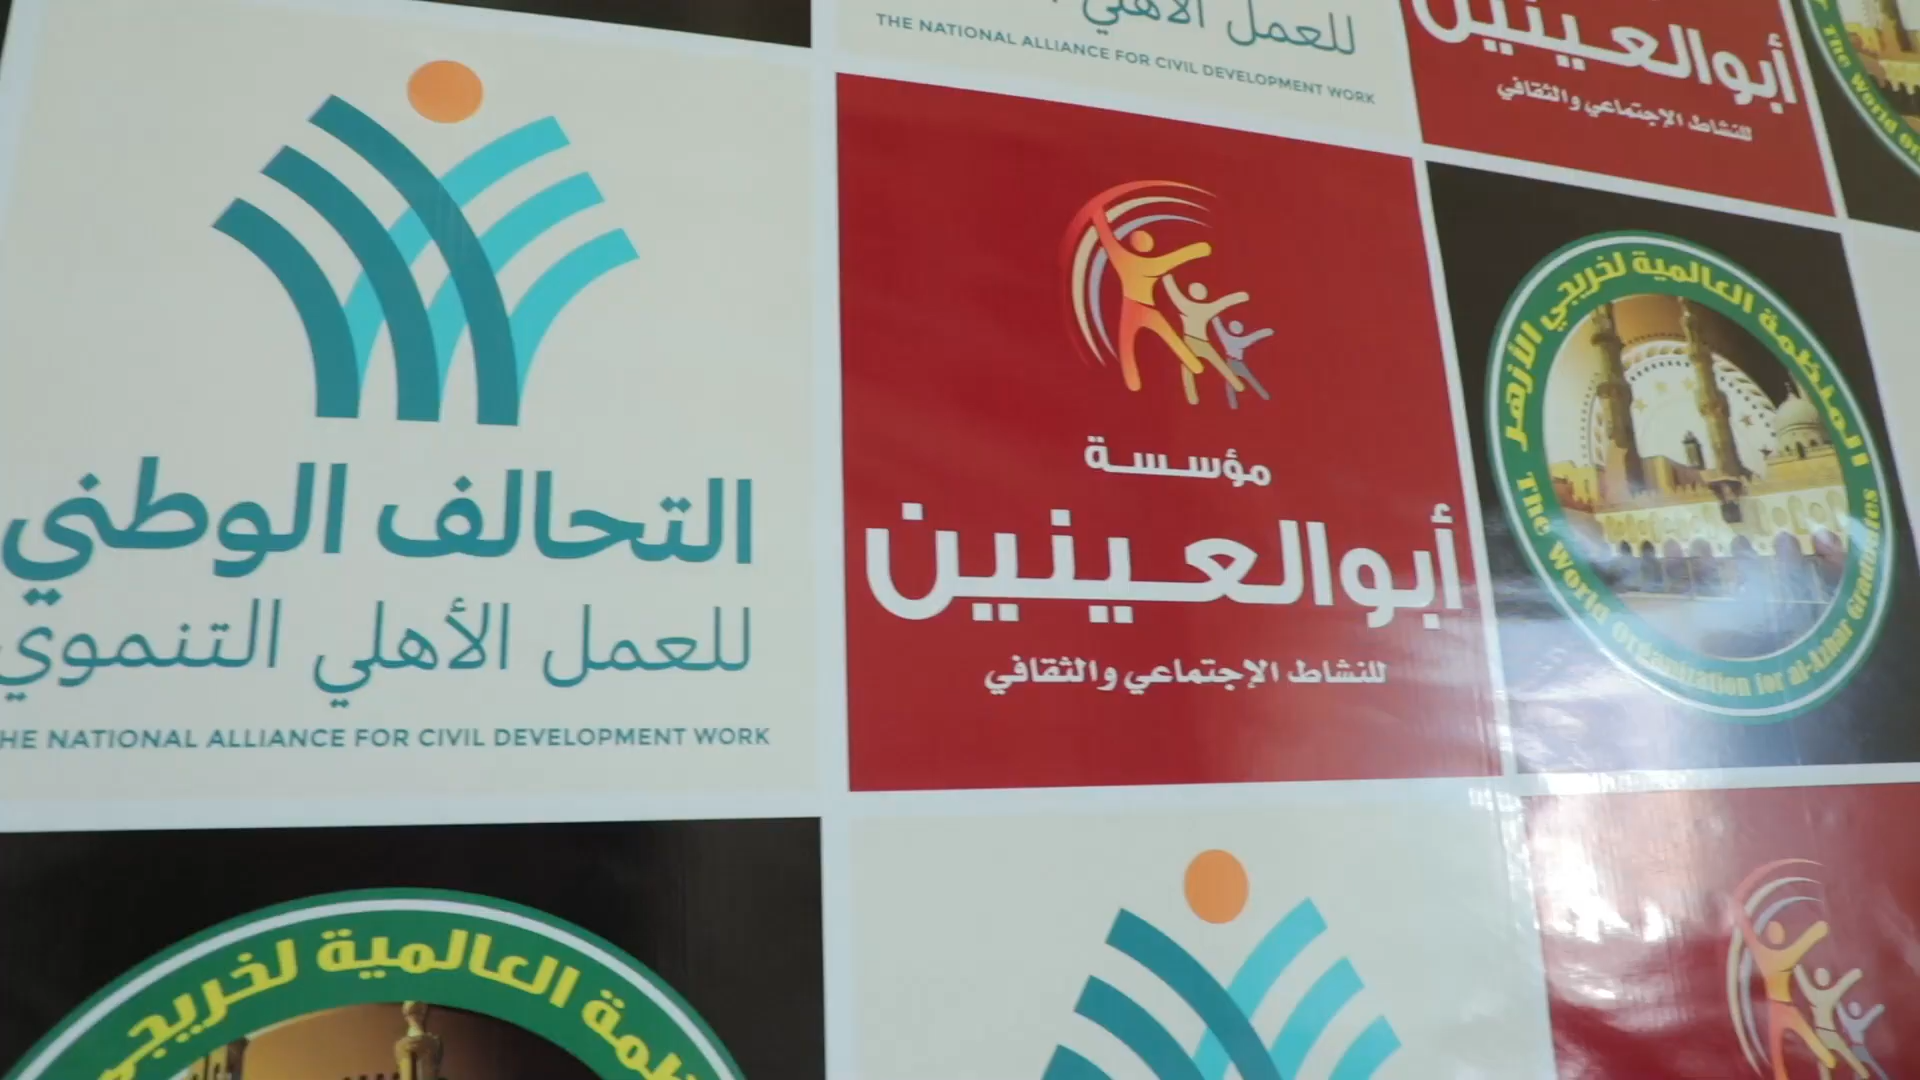 للعمل الأهلي
THE NATIONAL ALLIANCE FOR CIVIL DEVELOPMENT WORK
أبوالعينين
للنشاط الإجتماعي والثقافي
The World
التحالف الوطني
للعمل الأهلي التنموي
THE NATIONAL ALLIANCE FOR CIVIL DEVELOPMENT WORK
مؤسسة
أبوالعينين
للنشاط الإجتماعي والثقافي
المنظمة العالمية لخريجي الأزهر
The World Organization for al-Azhar Graduates
العالمية لخريجي